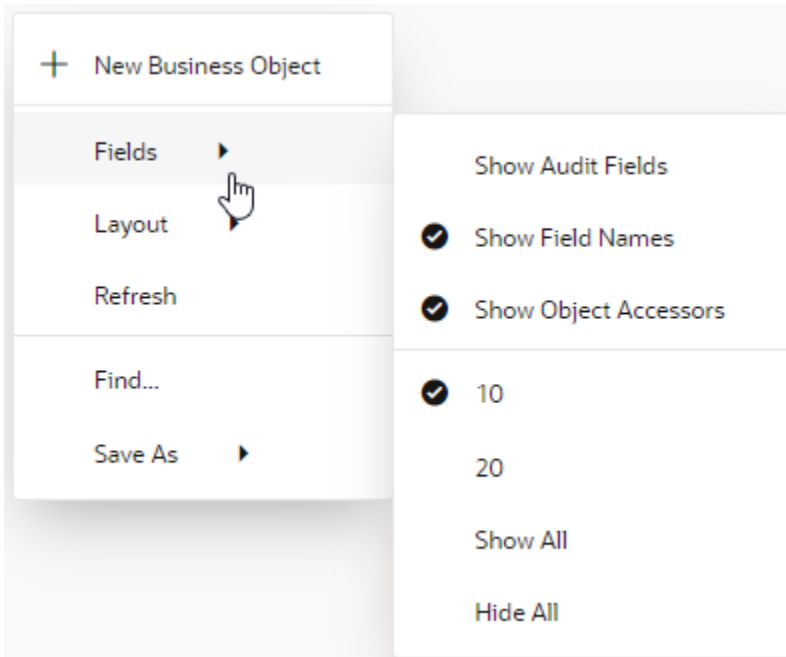 New Business Object
Fields
Layout
Refresh
Find...
Save As
Show Audit Fields
Show Field Names
Show Object Accessors
10
20
Show All
Hide All